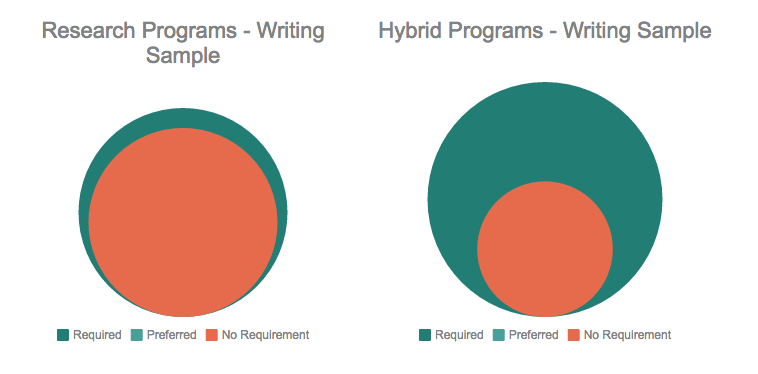 Research Programs - Writing
Sample
Hybrid Programs - Writing Sample
Required Preferred No Requirement
Required Preferred No Requirement